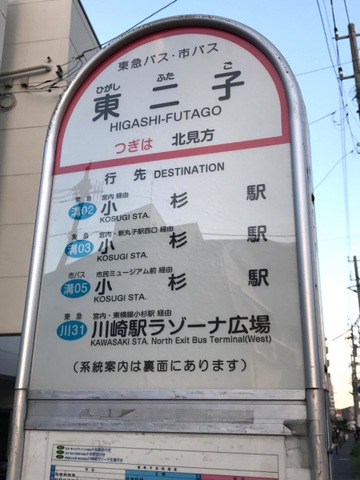 東急バス・市バス
ひがし ふた ご
東二子
HIGASHI-FUTAGO
つぎは 北見方
行先 DESTINATION
東急 宮内 経由
溝02 小杉駅
KOSUGI STA.
東急 宮内・新丸子駅西口 経由
溝03 小杉駅
KOSUGI STA.
市バス 市民ミュージアム前 経由
溝05 小杉駅
KOSUGI STA.
東急 宮内・東横線小杉駅 経由
川31 川崎駅ラゾーナ広場
KAWASAKI STA. North Exit Bus Terminal(West)
(系統案内は裏面にあります)